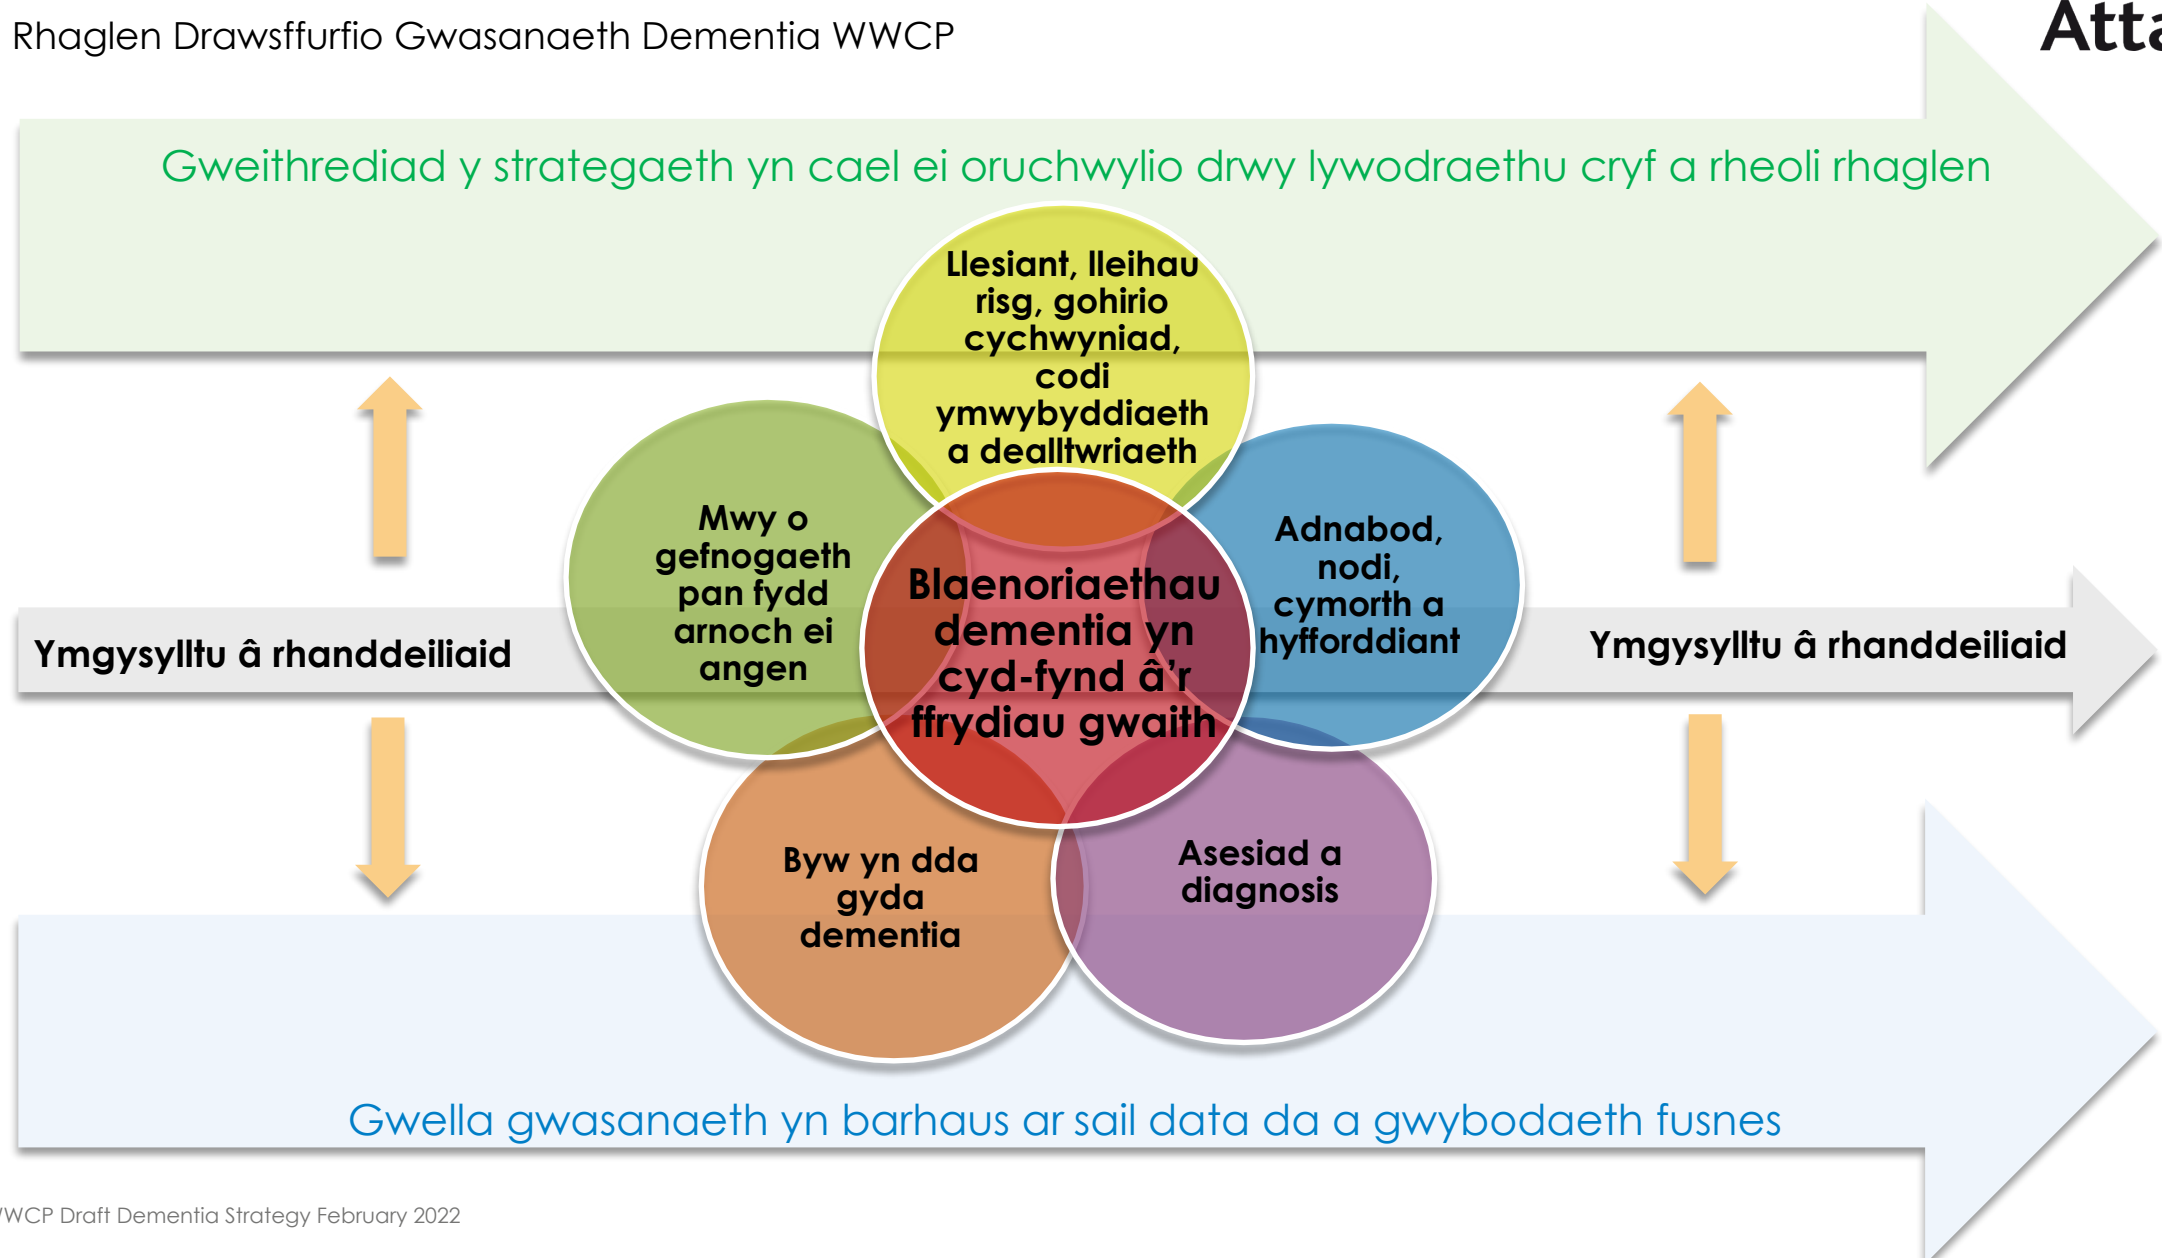 Rhaglen Drawsffurfio Gwasanaeth Dementia WWCP
Gweithrediad y strategaeth yn cael ei oruchwylio drwy lywodraethu cryf a rheoli rhaglen
Llesiant, lleihau
risg, gohirio
cychwyniad,
codi
ymwybyddiaeth
a dealltwriaeth
Mwy o
gefnogaeth
pan fydd
arnoch ei
angen
Adnabod,
nodi,
cymorth a
hyfforddiant
Blaenoriaethau
dementia yn
cyd-fynd â’r
ffrydiau gwaith
Ymgysylltu â rhanddeiliaid
Ymgysylltu â rhanddeiliaid
Byw yn dda
gyda
dementia
Asesiad a
diagnosis
Gwella gwasanaeth yn barhaus ar sail data da a gwybodaeth fusnes
WWCP Draft Dementia Strategy February 2022